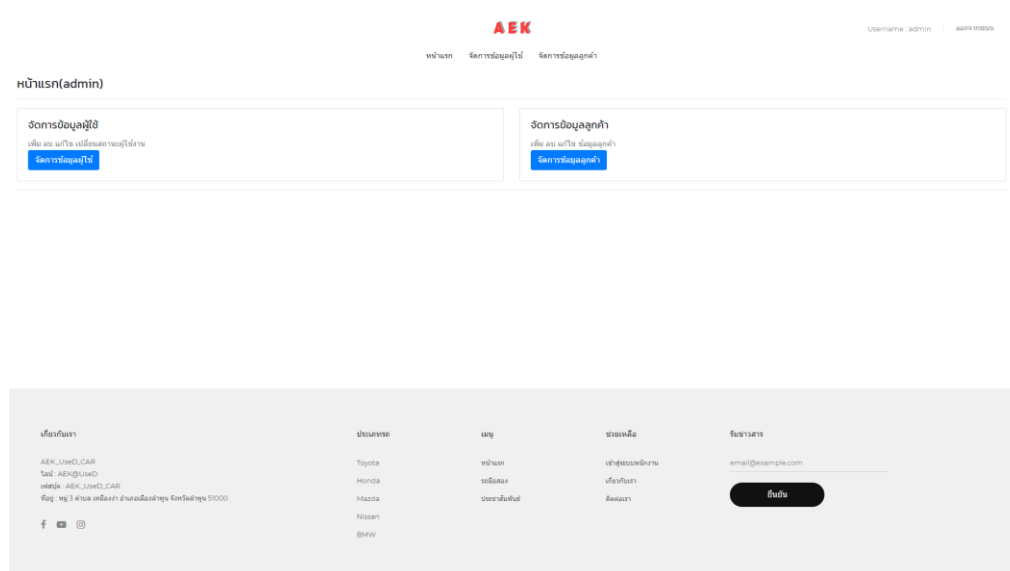 AEK
Username : admin
ออกจากระบบ
หน้าแรก จัดการข้อมูลผู้ใช้ จัดการข้อมูลลูกค้า
หน้าแรก(admin)
จัดการข้อมูลผู้ใช้
เพิ่ม ลบ แก้ไข เปลี่ยนสถานะผู้ใช้งาน
จัดการข้อมูลผู้ใช้
จัดการข้อมูลลูกค้า
เพิ่ม ลบ แก้ไข ข้อมูลลูกค้า
จัดการข้อมูลลูกค้า
เกี่ยวกับเรา
AEK_UseD_CAR
ไลน์ : AEK@UseD
เฟสบุ๊ค : AEK_UseD_CAR
ที่อยู่ : หมู่ 3 ตำบล เหมืองง่า อำเภอเมืองลำพูน จังหวัดลำพูน 51000
ประเภทรถ
Toyota
Honda
Mazda
Nissan
BMW
เมนู
หน้าแรก
รถมือสอง
ประชาสัมพันธ์
ช่วยเหลือ
เข้าสู่ระบบพนักงาน
เกี่ยวกับเรา
ติดต่อเรา
รับข่าวสาร
email@example.com
ยืนยัน